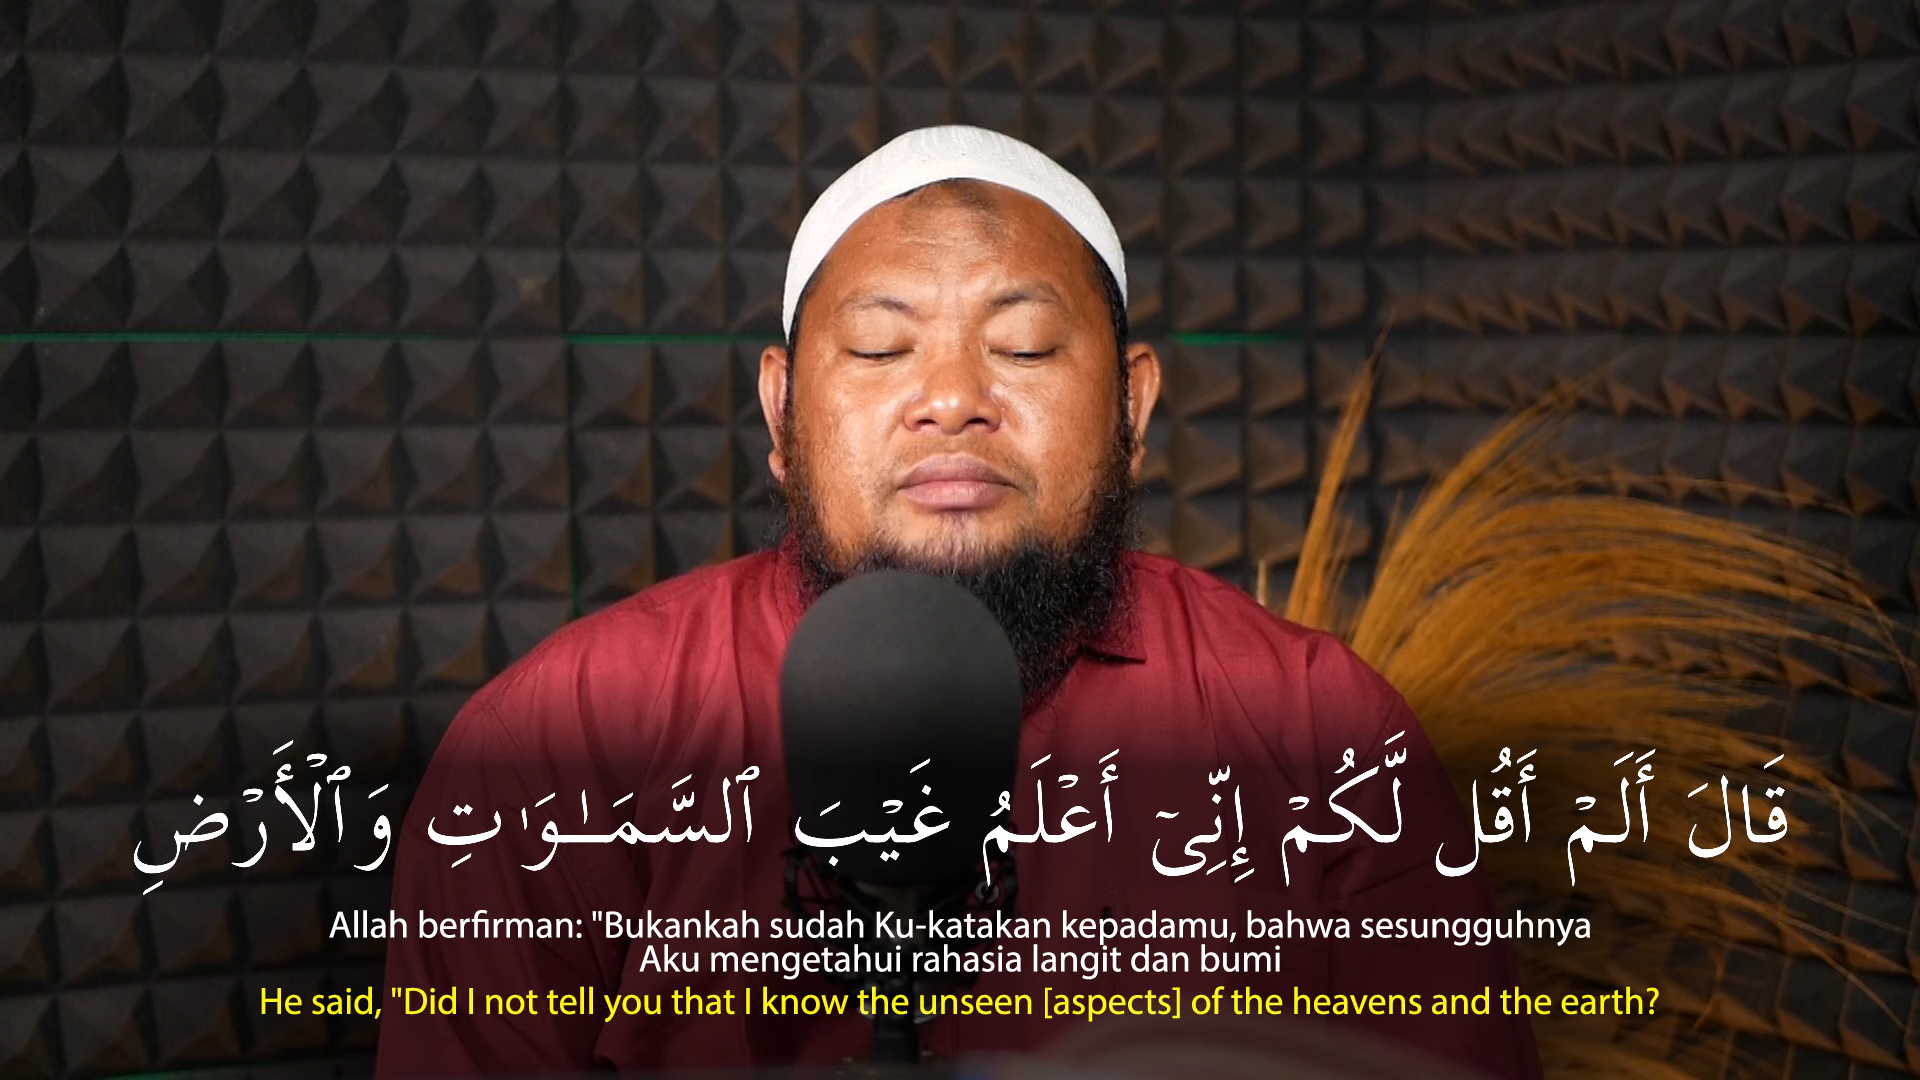 قَالَ أَلَمْ أَقُل لَّكُمْ إِنِّىٓ أَعْلَمُ غَيْبَ ٱلسَّمَـٰوَٰتِ وَٱلْأَرْضِ
Allah berfirman: "Bukankah sudah Ku-katakan kepadamu, bahwa sesungguhnya
Aku mengetahui rahasia langit dan bumi
He said, "Did I not tell you that I know the unseen [aspects] of the heavens and the earth?